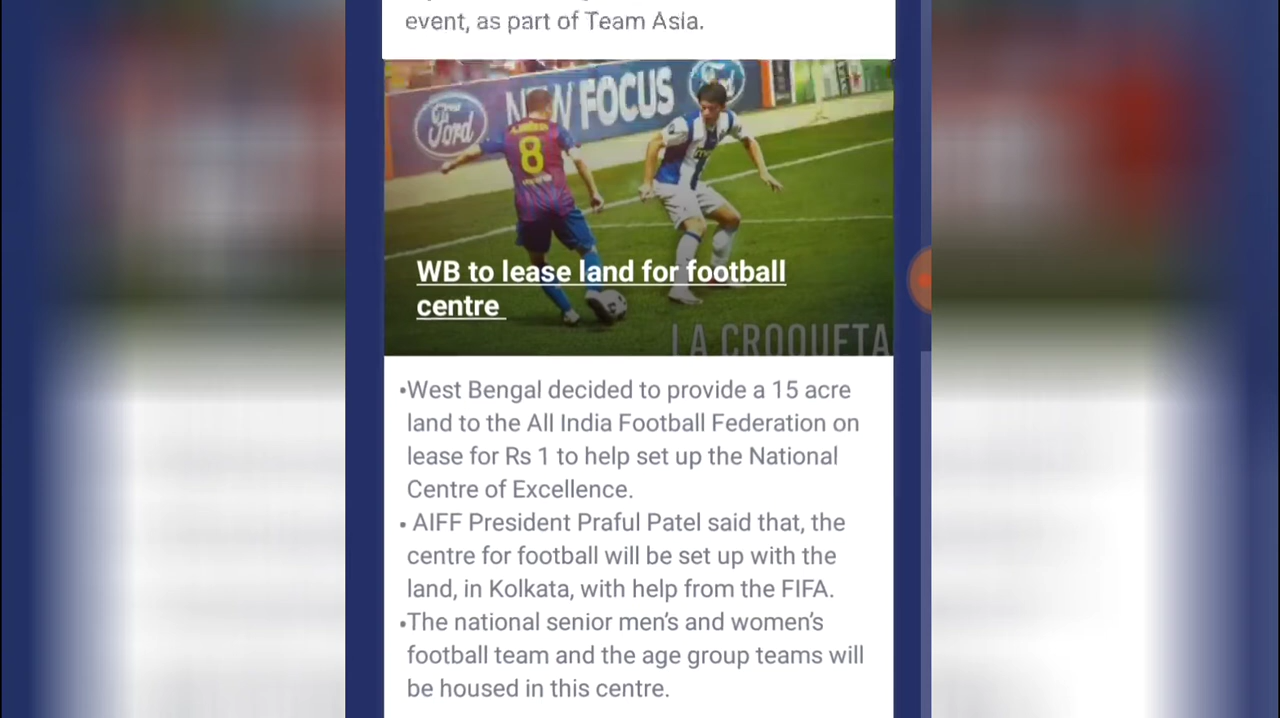 event, as part of Team Asia.
Ford
NEW FOCUS
Ford
A.INIESTA
8
WB to lease land for football
centre
LA CROQUETA
•West Bengal decided to provide a 15 acre
land to the All India Football Federation on
lease for Rs 1 to help set up the National
Centre of Excellence.
• AIFF President Praful Patel said that, the
centre for football will be set up with the
land, in Kolkata, with help from the FIFA.
•The national senior men's and women's
football team and the age group teams will
be housed in this centre.